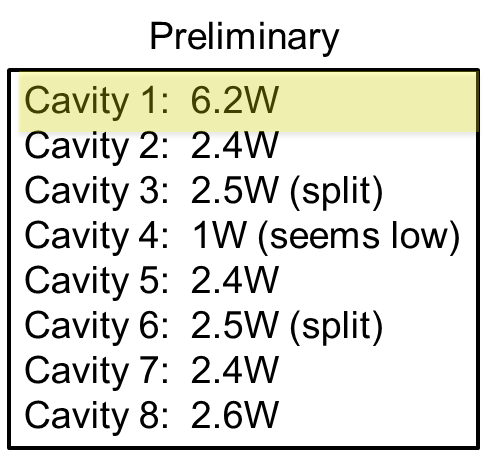 Preliminary
Cavity 1:  6.2W
Cavity 2:  2.4W
Cavity 3:  2.5W (split)
Cavity 4:  1W (seems low)
Cavity 5:  2.4W
Cavity 6:  2.5W (split)
Cavity 7:  2.4W
Cavity 8:  2.6W